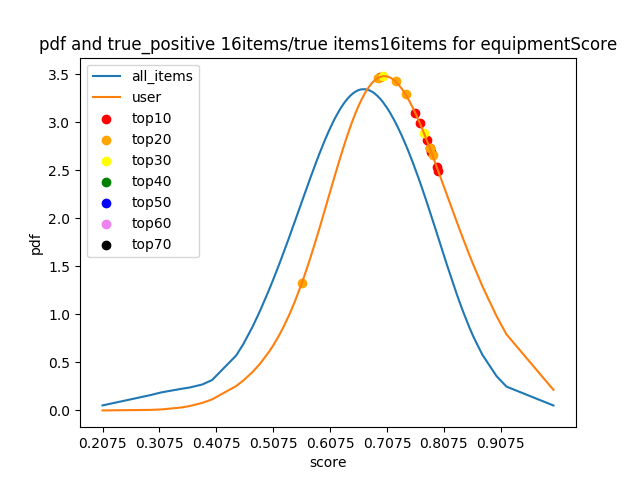 pdf and true_positive 16items/true items16items for equipmentScore
all_items
user
top10
top20
top30
top40
top50
top60
top70
3.5
3.0
2.5
2.0
1.5
1.0
0.5
0.0
pdf
0.2075 0.3075 0.4075 0.5075 0.6075 0.7075 0.8075 0.9075
score